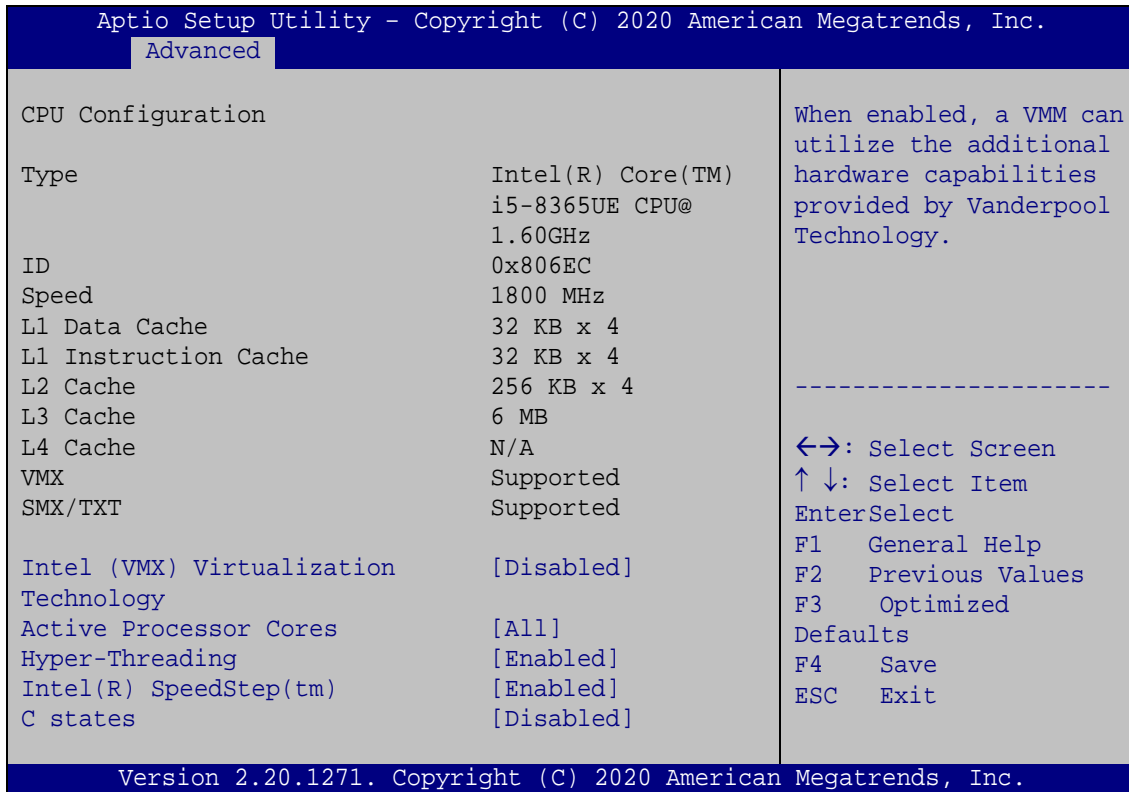 Aptio Setup Utility – Copyright (C) 2020 American Megatrends, Inc.
Advanced
CPU Configuration
Type Intel(R) Core(TM)
i5-8365UE CPU@
1.60GHz
ID 0x806EC
Speed 1800 MHz
L1 Data Cache 32 KB x 4
L1 Instruction Cache 32 KB x 4
L2 Cache 256 KB x 4
L3 Cache 6 MB
L4 Cache N/A
VMX Supported
SMX/TXT Supported
Intel (VMX) Virtualization [Disabled]
Technology
Active Processor Cores [All]
Hyper-Threading [Enabled]
Intel(R) SpeedStep(tm) [Enabled]
C states [Disabled]
When enabled, a VMM can
utilize the additional
hardware capabilities
provided by Vanderpool
Technology.
----------------------
←→: Select Screen
↑ ↓: Select Item
EnterSelect
F1 General Help
F2 Previous Values
F3 Optimized
Defaults
F4 Save
ESC Exit
Version 2.20.1271. Copyright (C) 2020 American Megatrends, Inc.